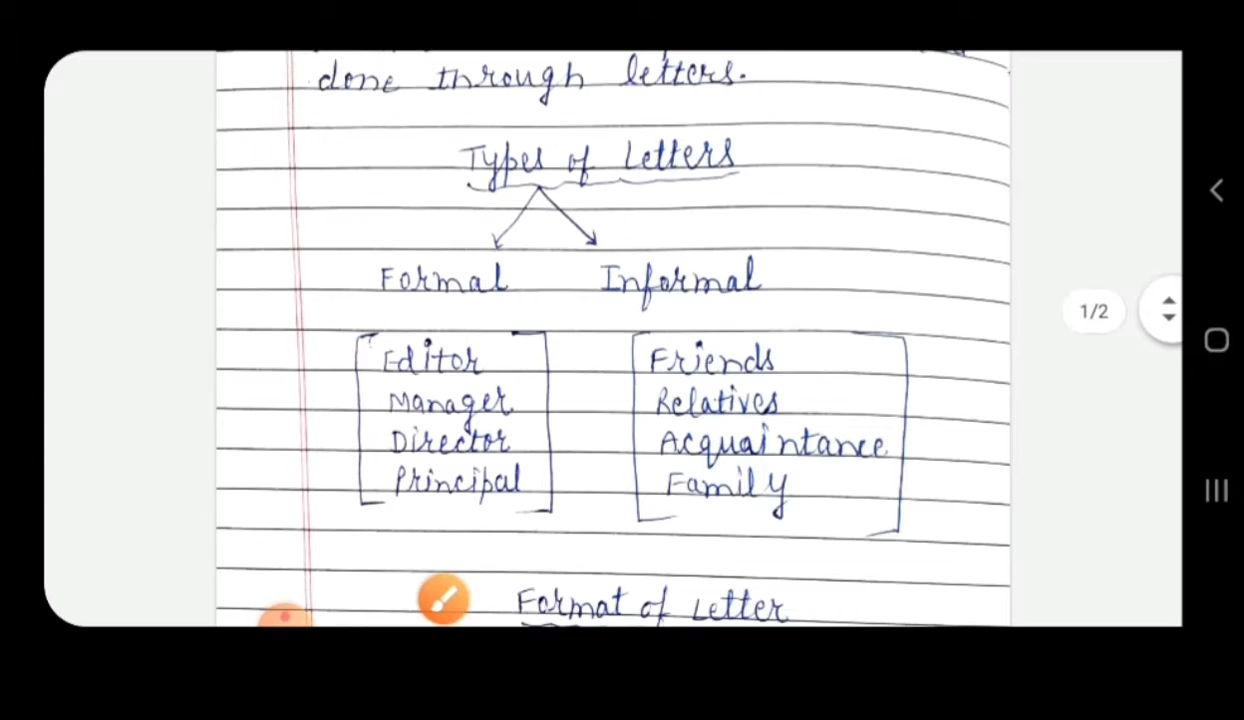 done through letters.
Types of Letters
Formal Informal
Editor Friends
Manager Relatives
Director Acquaintance
Principal Family
1/2
Format of Letter